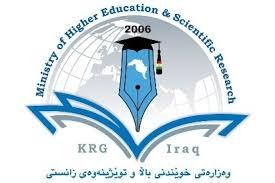 Ministry of Higher Education & Scientific Research
2006
KRG Iraq
وەزارەتی خوێندنی باڵا و توێژینەوەی زانستی